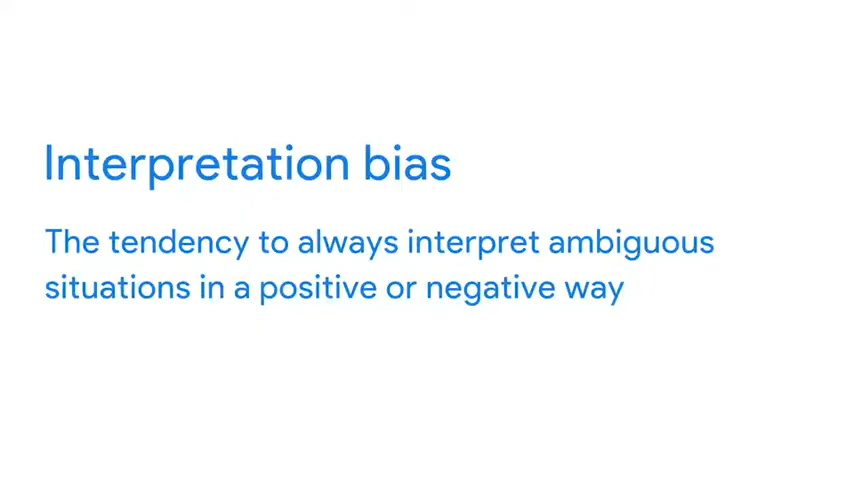 Interpretation bias
The tendency to always interpret ambiguous
situations in a positive or negative way